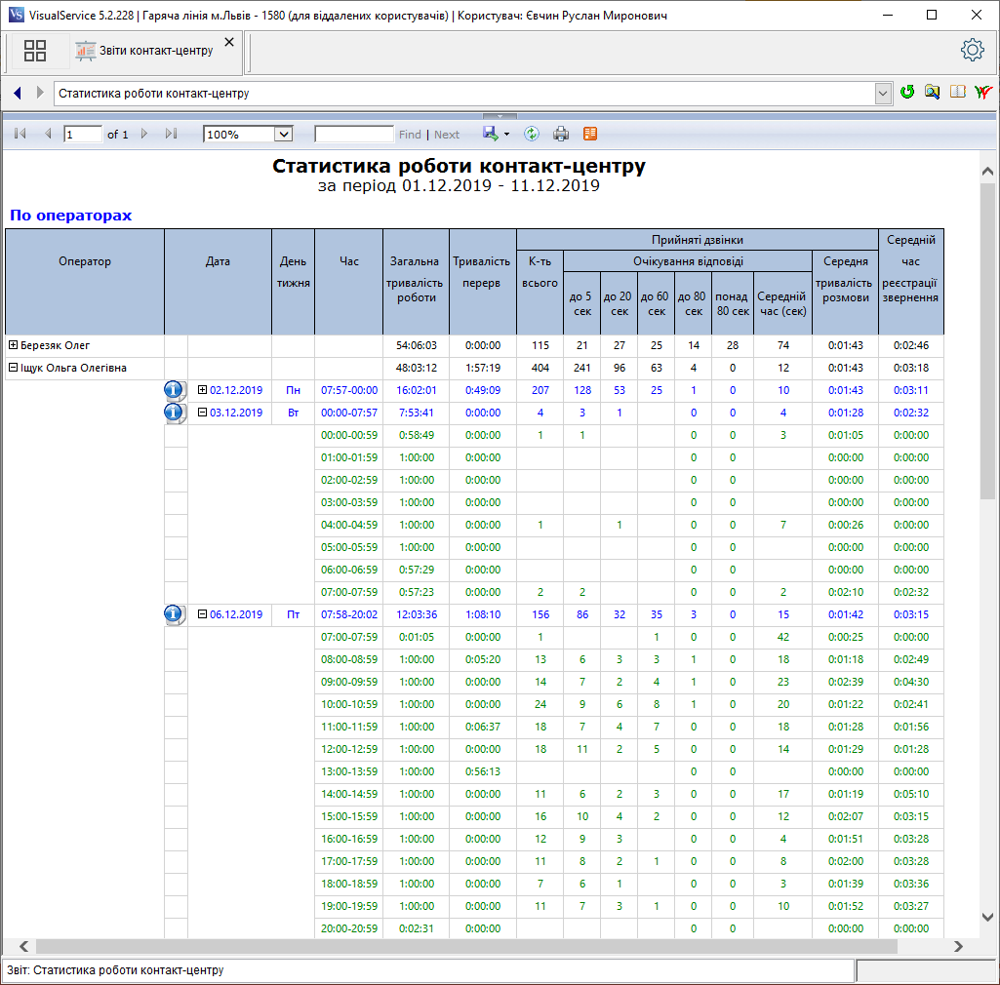 VisualService 5.2.228 | Гаряча лінія м.Львів - 1580 (для віддалених користувачів) | Користувач: Євчин Руслан Миронович
Звіти контакт-центру
Статистика роботи контакт-центру
1 of 1 100% Find | Next
Статистика роботи контакт-центру
за період 01.12.2019 - 11.12.2019
По операторах
Оператор Дата День тижня Час Загальна тривалість роботи Тривалість перерв Прийняті дзвінки Середній час реєстрації звернення
К-ть всього Очікування відповіді Середня тривалість розмови
до 5 сек до 20 сек до 60 сек до 80 сек понад 80 сек Середній час (сек)
Березяк Олег 54:06:03 0:00:00 115 21 27 25 14 28 74 0:01:43 0:02:46
Іщук Ольга Олегівна 48:03:12 1:57:19 404 241 96 63 4 0 12 0:01:43 0:03:18
02.12.2019 Пн 07:57-00:00 16:02:01 0:49:09 207 128 53 25 1 0 10 0:01:43 0:03:11
03.12.2019 Вт 00:00-07:57 7:53:41 0:00:00 4 3 1 0 0 4 0:01:28 0:02:32
00:00-00:59 0:58:49 0:00:00 1 1 0 0 3 0:01:05 0:00:00
01:00-01:59 1:00:00 0:00:00 0 0 0:00:00 0:00:00
02:00-02:59 1:00:00 0:00:00 0 0 0:00:00 0:00:00
03:00-03:59 1:00:00 0:00:00 0 0 0:00:00 0:00:00
04:00-04:59 1:00:00 0:00:00 1 1 0 0 7 0:00:26 0:00:00
05:00-05:59 1:00:00 0:00:00 0 0 0:00:00 0:00:00
06:00-06:59 0:57:29 0:00:00 0 0 0:00:00 0:00:00
07:00-07:59 0:57:23 0:00:00 2 2 0 0 2 0:02:10 0:02:32
06.12.2019 Пт 07:58-20:02 12:03:36 1:08:10 156 86 32 35 3 0 15 0:01:42 0:03:15
07:00-07:59 0:01:05 0:00:00 1 1 0 0 42 0:00:25 0:00:00
08:00-08:59 1:00:00 0:05:20 13 6 3 3 1 0 18 0:01:18 0:02:49
09:00-09:59 1:00:00 0:00:00 14 7 2 4 1 0 23 0:02:39 0:04:30
10:00-10:59 1:00:00 0:00:00 24 9 6 8 1 0 20 0:01:22 0:02:41
11:00-11:59 1:00:00 0:06:37 18 7 4 7 0 0 18 0:01:28 0:01:56
12:00-12:59 1:00:00 0:00:00 18 11 2 5 0 0 14 0:01:29 0:01:28
13:00-13:59 1:00:00 0:56:13 0 0 0:00:00 0:00:00
14:00-14:59 1:00:00 0:00:00 11 6 2 3 0 0 17 0:01:19 0:05:10
15:00-15:59 1:00:00 0:00:00 16 10 4 2 0 0 12 0:02:07 0:03:15
16:00-16:59 1:00:00 0:00:00 12 9 3 0 0 4 0:01:51 0:03:28
17:00-17:59 1:00:00 0:00:00 11 8 2 1 0 0 8 0:02:00 0:03:28
18:00-18:59 1:00:00 0:00:00 7 6 1 0 0 3 0:01:39 0:03:36
19:00-19:59 1:00:00 0:00:00 11 7 3 1 0 0 10 0:01:52 0:03:27
20:00-20:59 0:02:31 0:00:00 0 0 0:00:00 0:00:00
Звіт: Статистика роботи контакт-центру